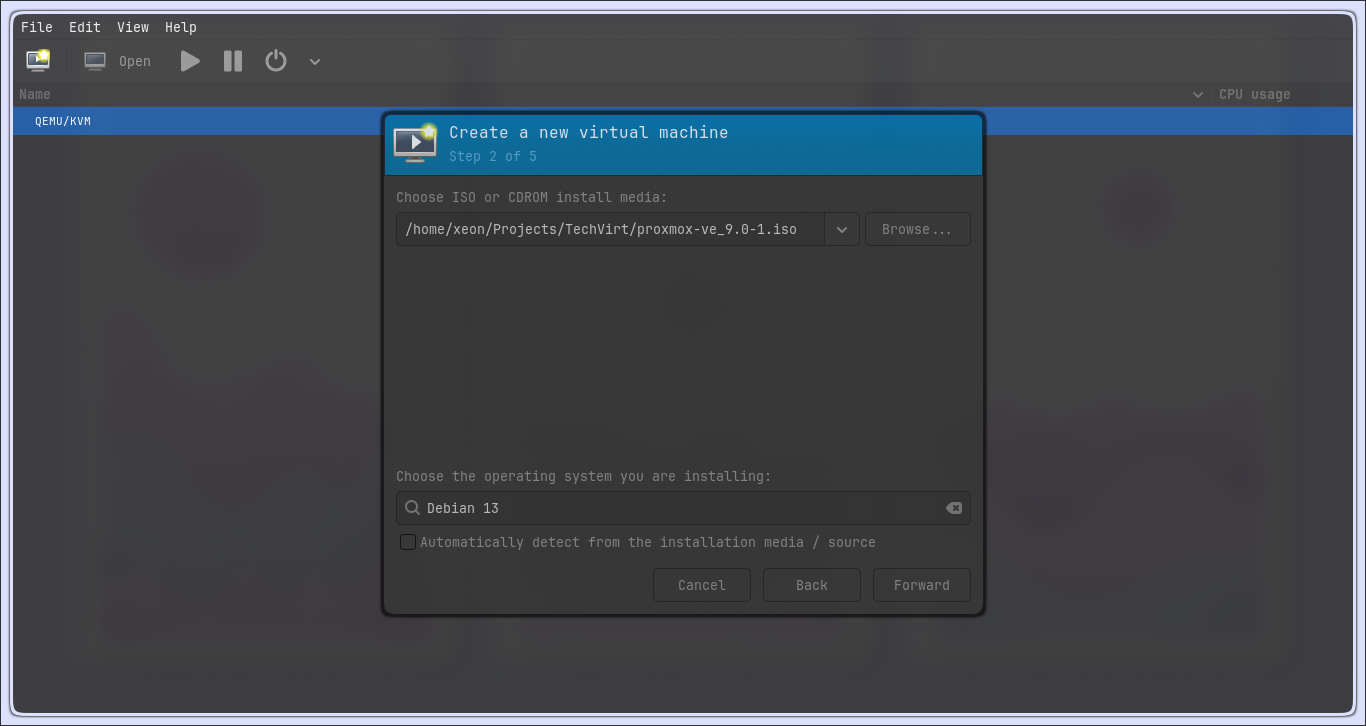 File Edit View Help
Open
Name CPU usage
QEMU/KVM
Create a new virtual machine
Step 2 of 5
Choose ISO or CDROM install media:
/home/xeon/Projects/TechVirt/proxmox-ve_9.0-1.iso Browse...
Choose the operating system you are installing:
Debian 13
Automatically detect from the installation media / source
Cancel Back Forward